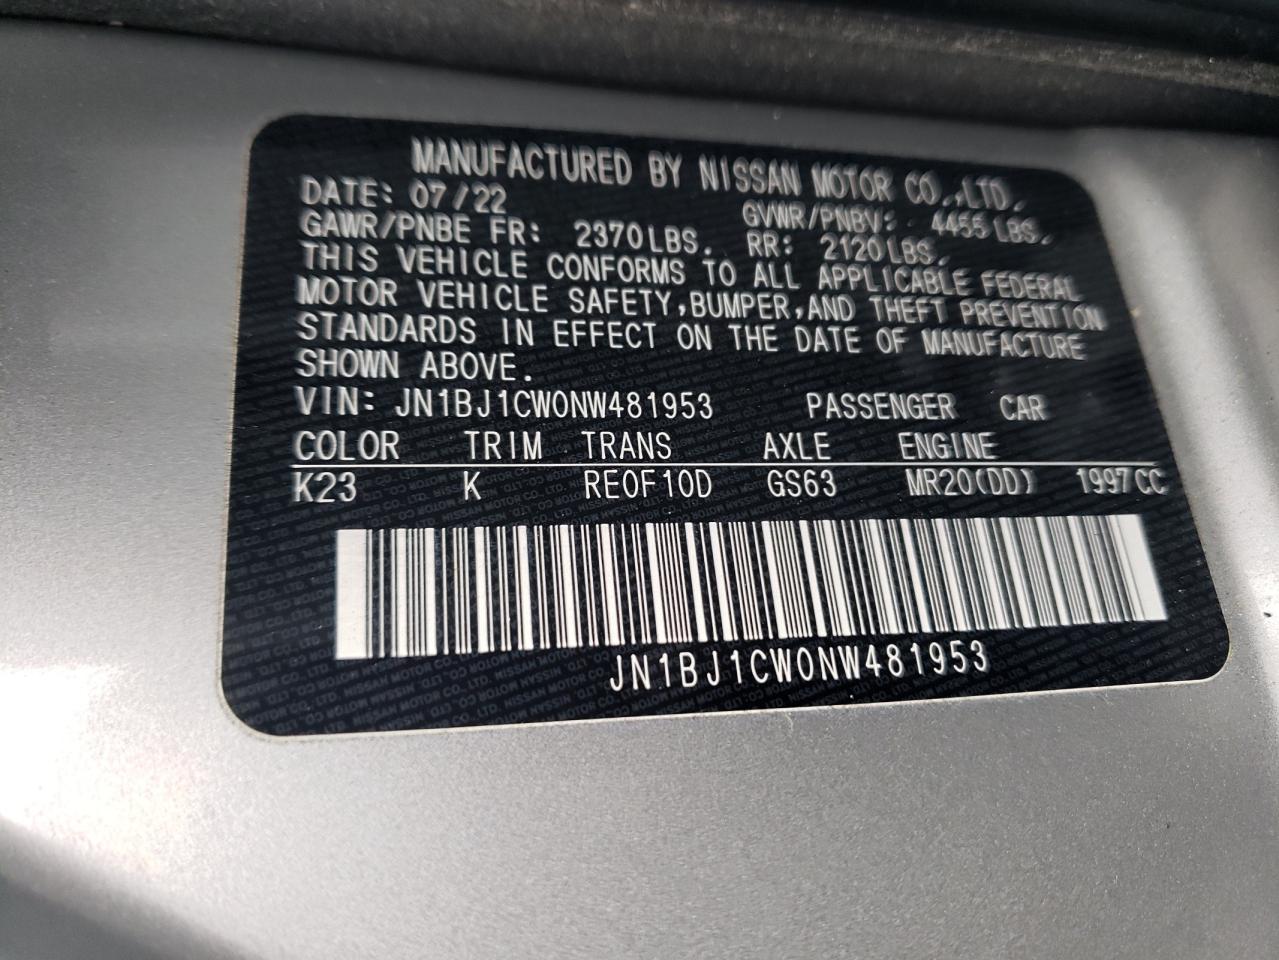 MANUFACTURED BY NISSAN MOTOR CO.,LTD.
DATE: 07/22 GVWR/PNBV: 4455 LBS.
GAWR/PNBE FR: 2370LBS. RR: 2120LBS.
THIS VEHICLE CONFORMS TO ALL APPLICABLE FEDERAL
MOTOR VEHICLE SAFETY,BUMPER,AND THEFT PREVENTION
STANDARDS IN EFFECT ON THE DATE OF MANUFACTURE
SHOWN ABOVE.
VIN: JN1BJ1CW0NW481953 PASSENGER CAR
COLOR TRIM TRANS AXLE ENGINE
K23 K RE0F10D GS63 MR20(DD) 1997CC
JN1BJ1CW0NW481953